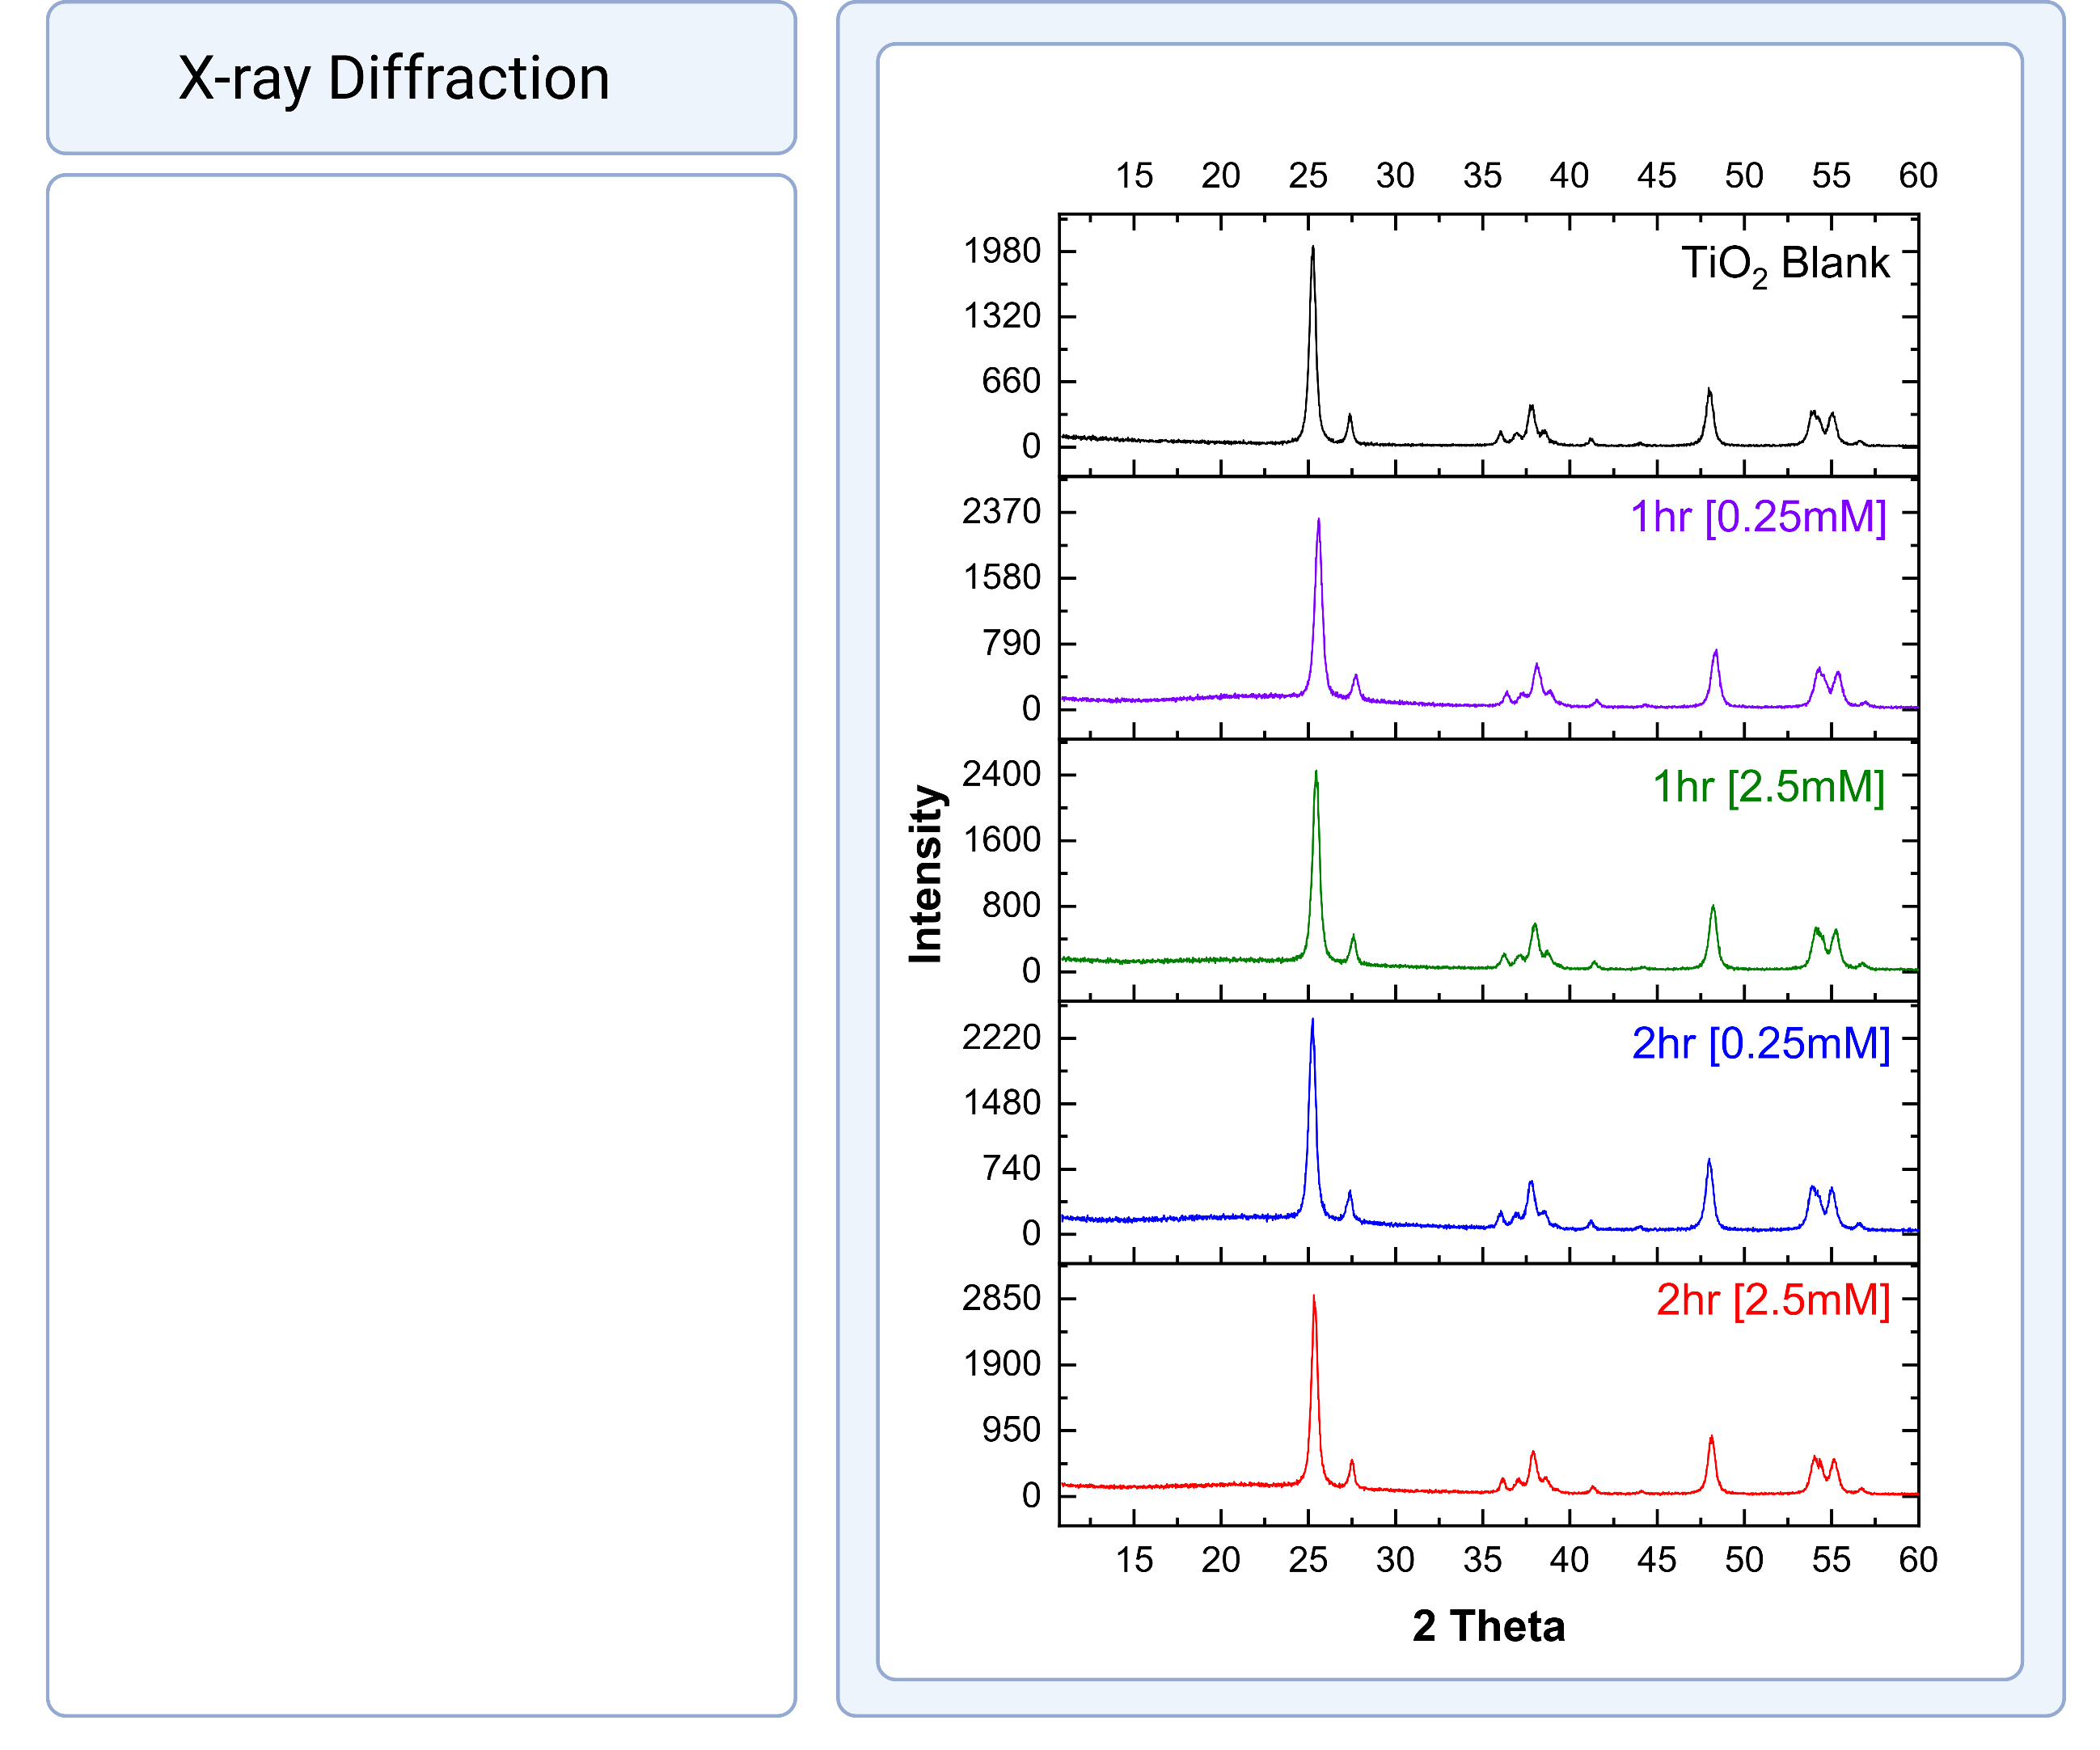 X-ray Diffraction
15 20 25 30 35 40 45 50 55 60
TiO₂ Blank
1980
1320
660
0
1hr [0.25mM]
2370
1580
790
0
1hr [2.5mM]
2400
1600
800
0
Intensity
2hr [0.25mM]
2220
1480
740
0
2hr [2.5mM]
2850
1900
950
0
15 20 25 30 35 40 45 50 55 60
2 Theta